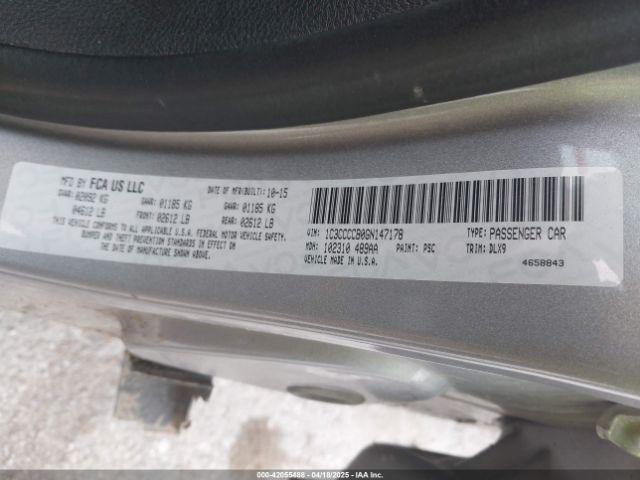 MFD BY FCA US LLC DATE OF MFR(BUILT): 10-15
GVWR: 02092 KG GAWR: 01185 KG GAWR: 01185 KG
04612 LB FRONT: 02612 LB REAR: 02612 LB
THIS VEHICLE CONFORMS TO ALL APPLICABLE U.S.A. FEDERAL MOTOR VEHICLE SAFETY,
BUMPER AND THEFT PREVENTION STANDARDS IN EFFECT ON
THE DATE OF MANUFACTURE SHOWN ABOVE.
VIN: 1C3CCCCB0GN147178 TYPE: PASSENGER CAR
MDH: 102310 489AA PAINT: PSC TRIM: DLX9
VEHICLE MADE IN U.S.A. 4658843
000-42055488 - 04/18/2025 - IAA Inc.